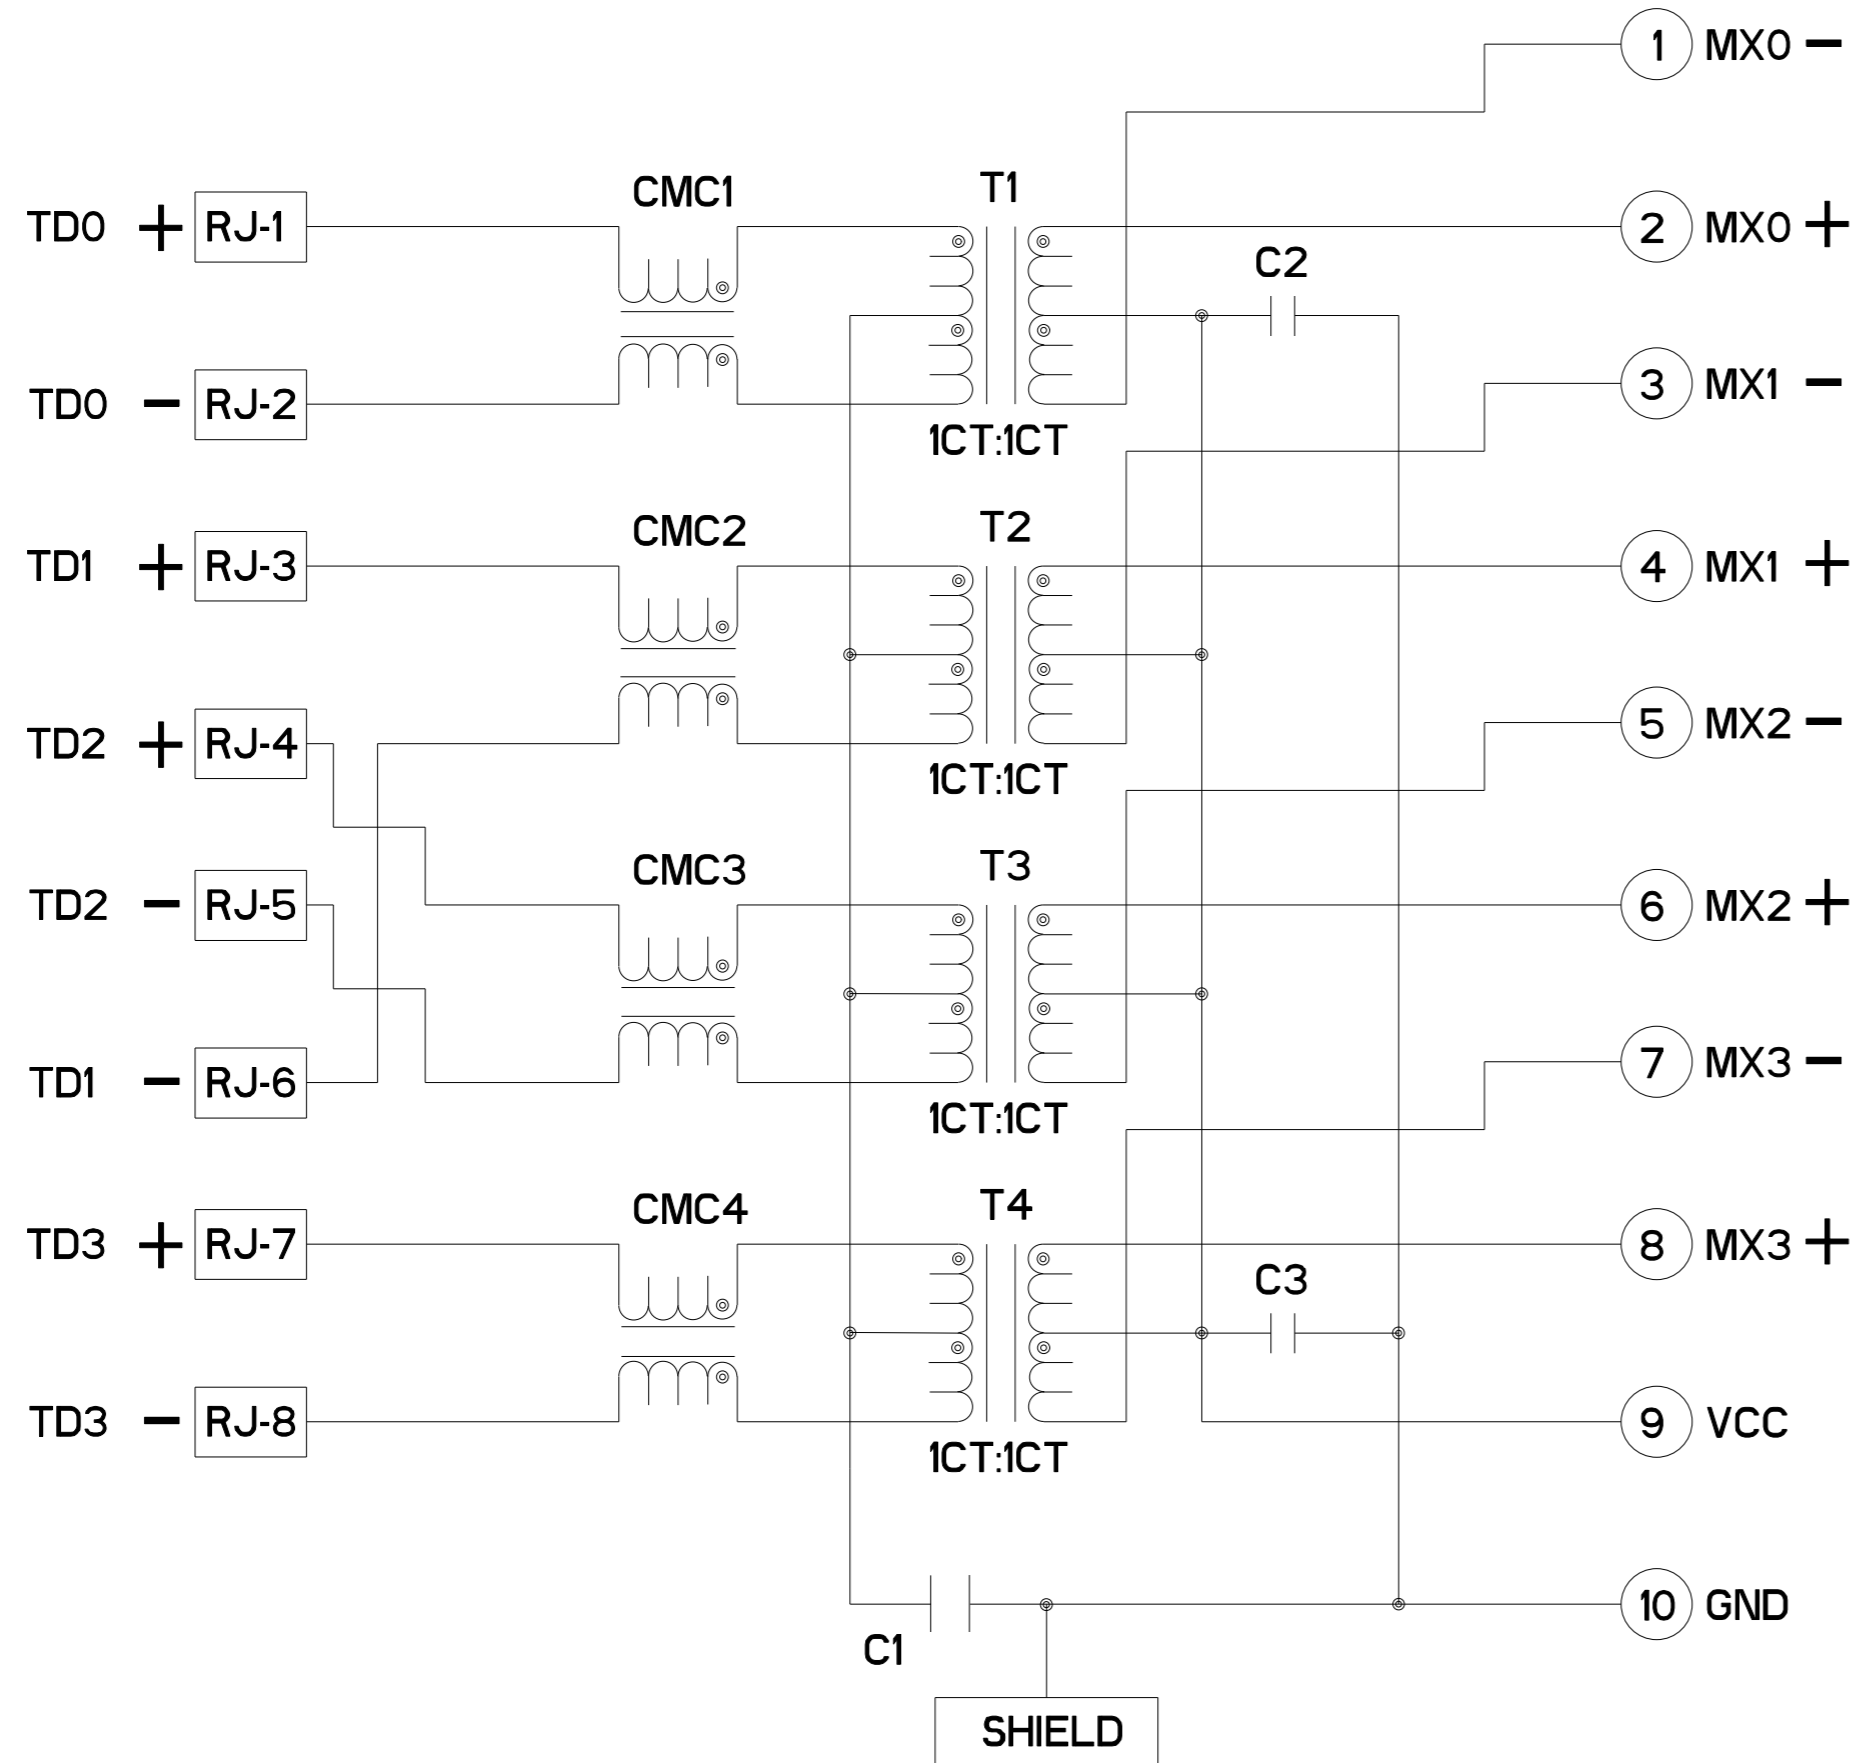 1 MX0 −
CMC1 T1
TD0 + RJ-1 2 MX0 +
C2
TD0 − RJ-2 3 MX1 −
1CT:1CT
CMC2 T2
TD1 + RJ-3 4 MX1 +
TD2 + RJ-4 5 MX2 −
1CT:1CT
CMC3 T3
TD2 − RJ-5 6 MX2 +
TD1 − RJ-6 7 MX3 −
1CT:1CT
CMC4 T4
TD3 + RJ-7 8 MX3 +
C3
TD3 − RJ-8 9 VCC
1CT:1CT
10 GND
C1
SHIELD